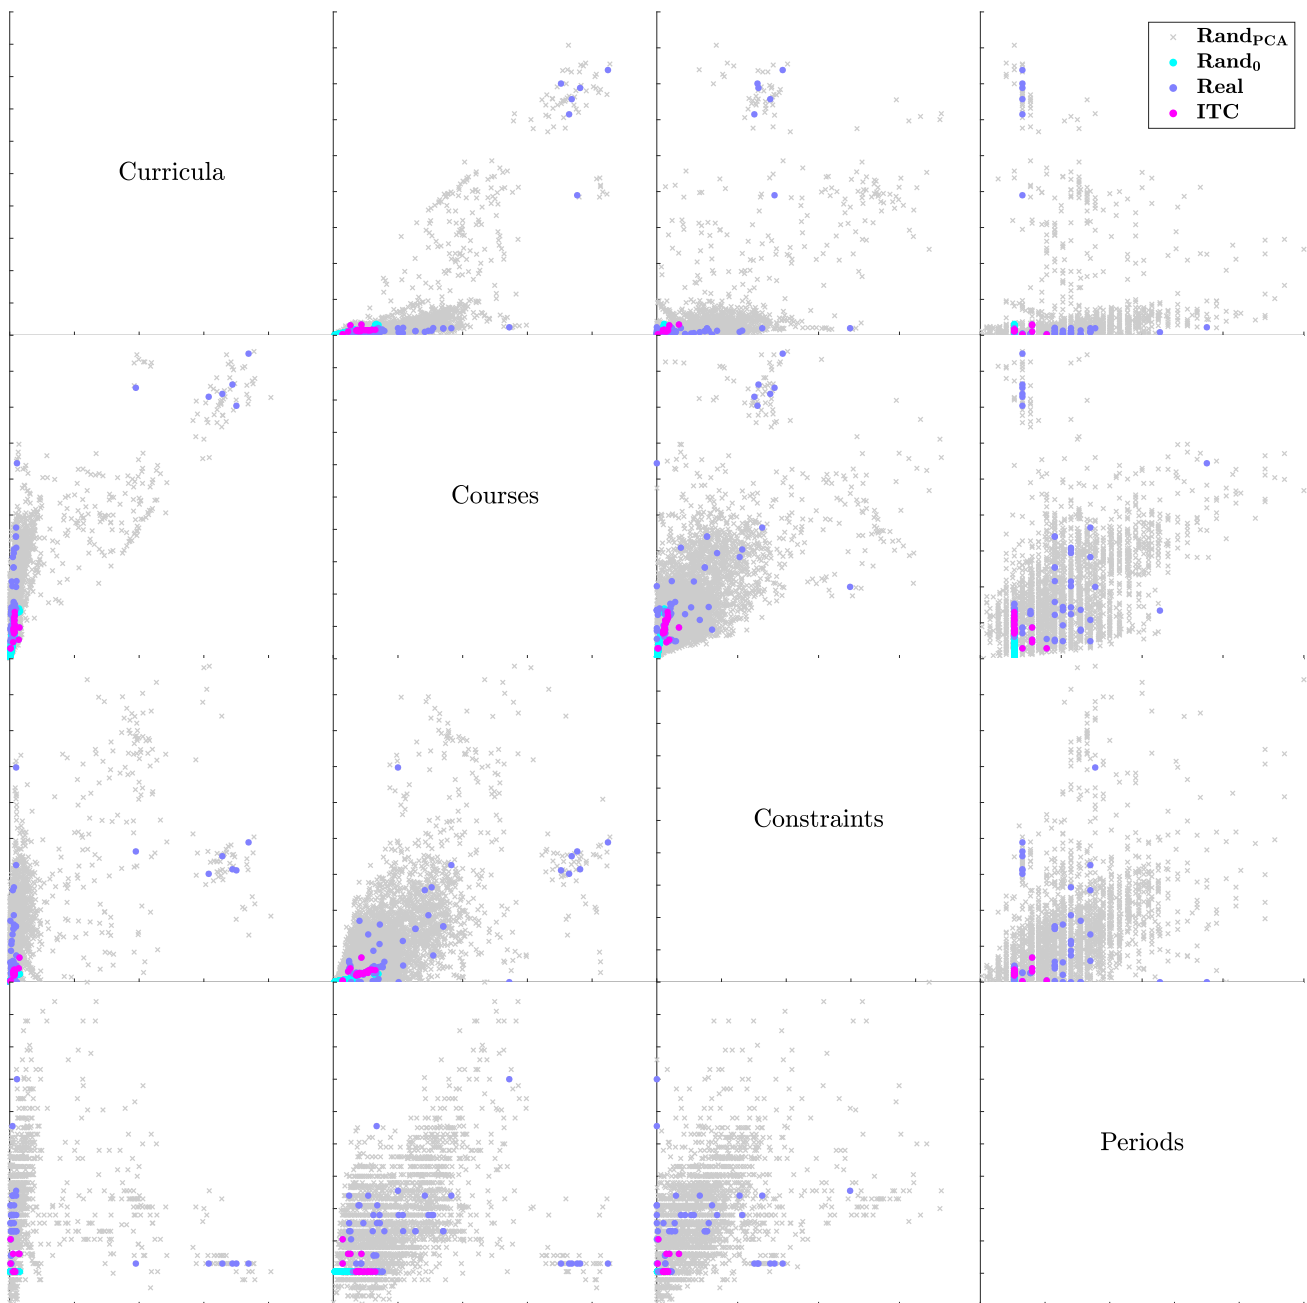 Rand_PCA
Rand_0
Real
ITC
Curricula
Courses
Constraints
Periods